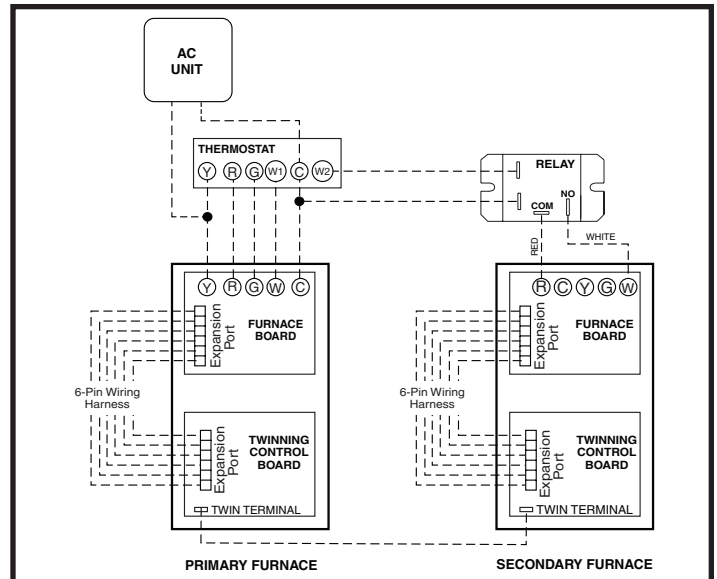 AC
UNIT
THERMOSTAT
Y R G W1 C W2
RELAY
COM
NO
RED
WHITE
Y R G W C
FURNACE
BOARD
Expansion
Port
6-Pin Wiring
Harness
TWINNING
CONTROL
BOARD
Expansion
Port
TWIN TERMINAL
PRIMARY FURNACE
R C Y G W
FURNACE
BOARD
Expansion
Port
6-Pin Wiring
Harness
TWINNING
CONTROL
BOARD
Expansion
Port
TWIN TERMINAL
SECONDARY FURNACE